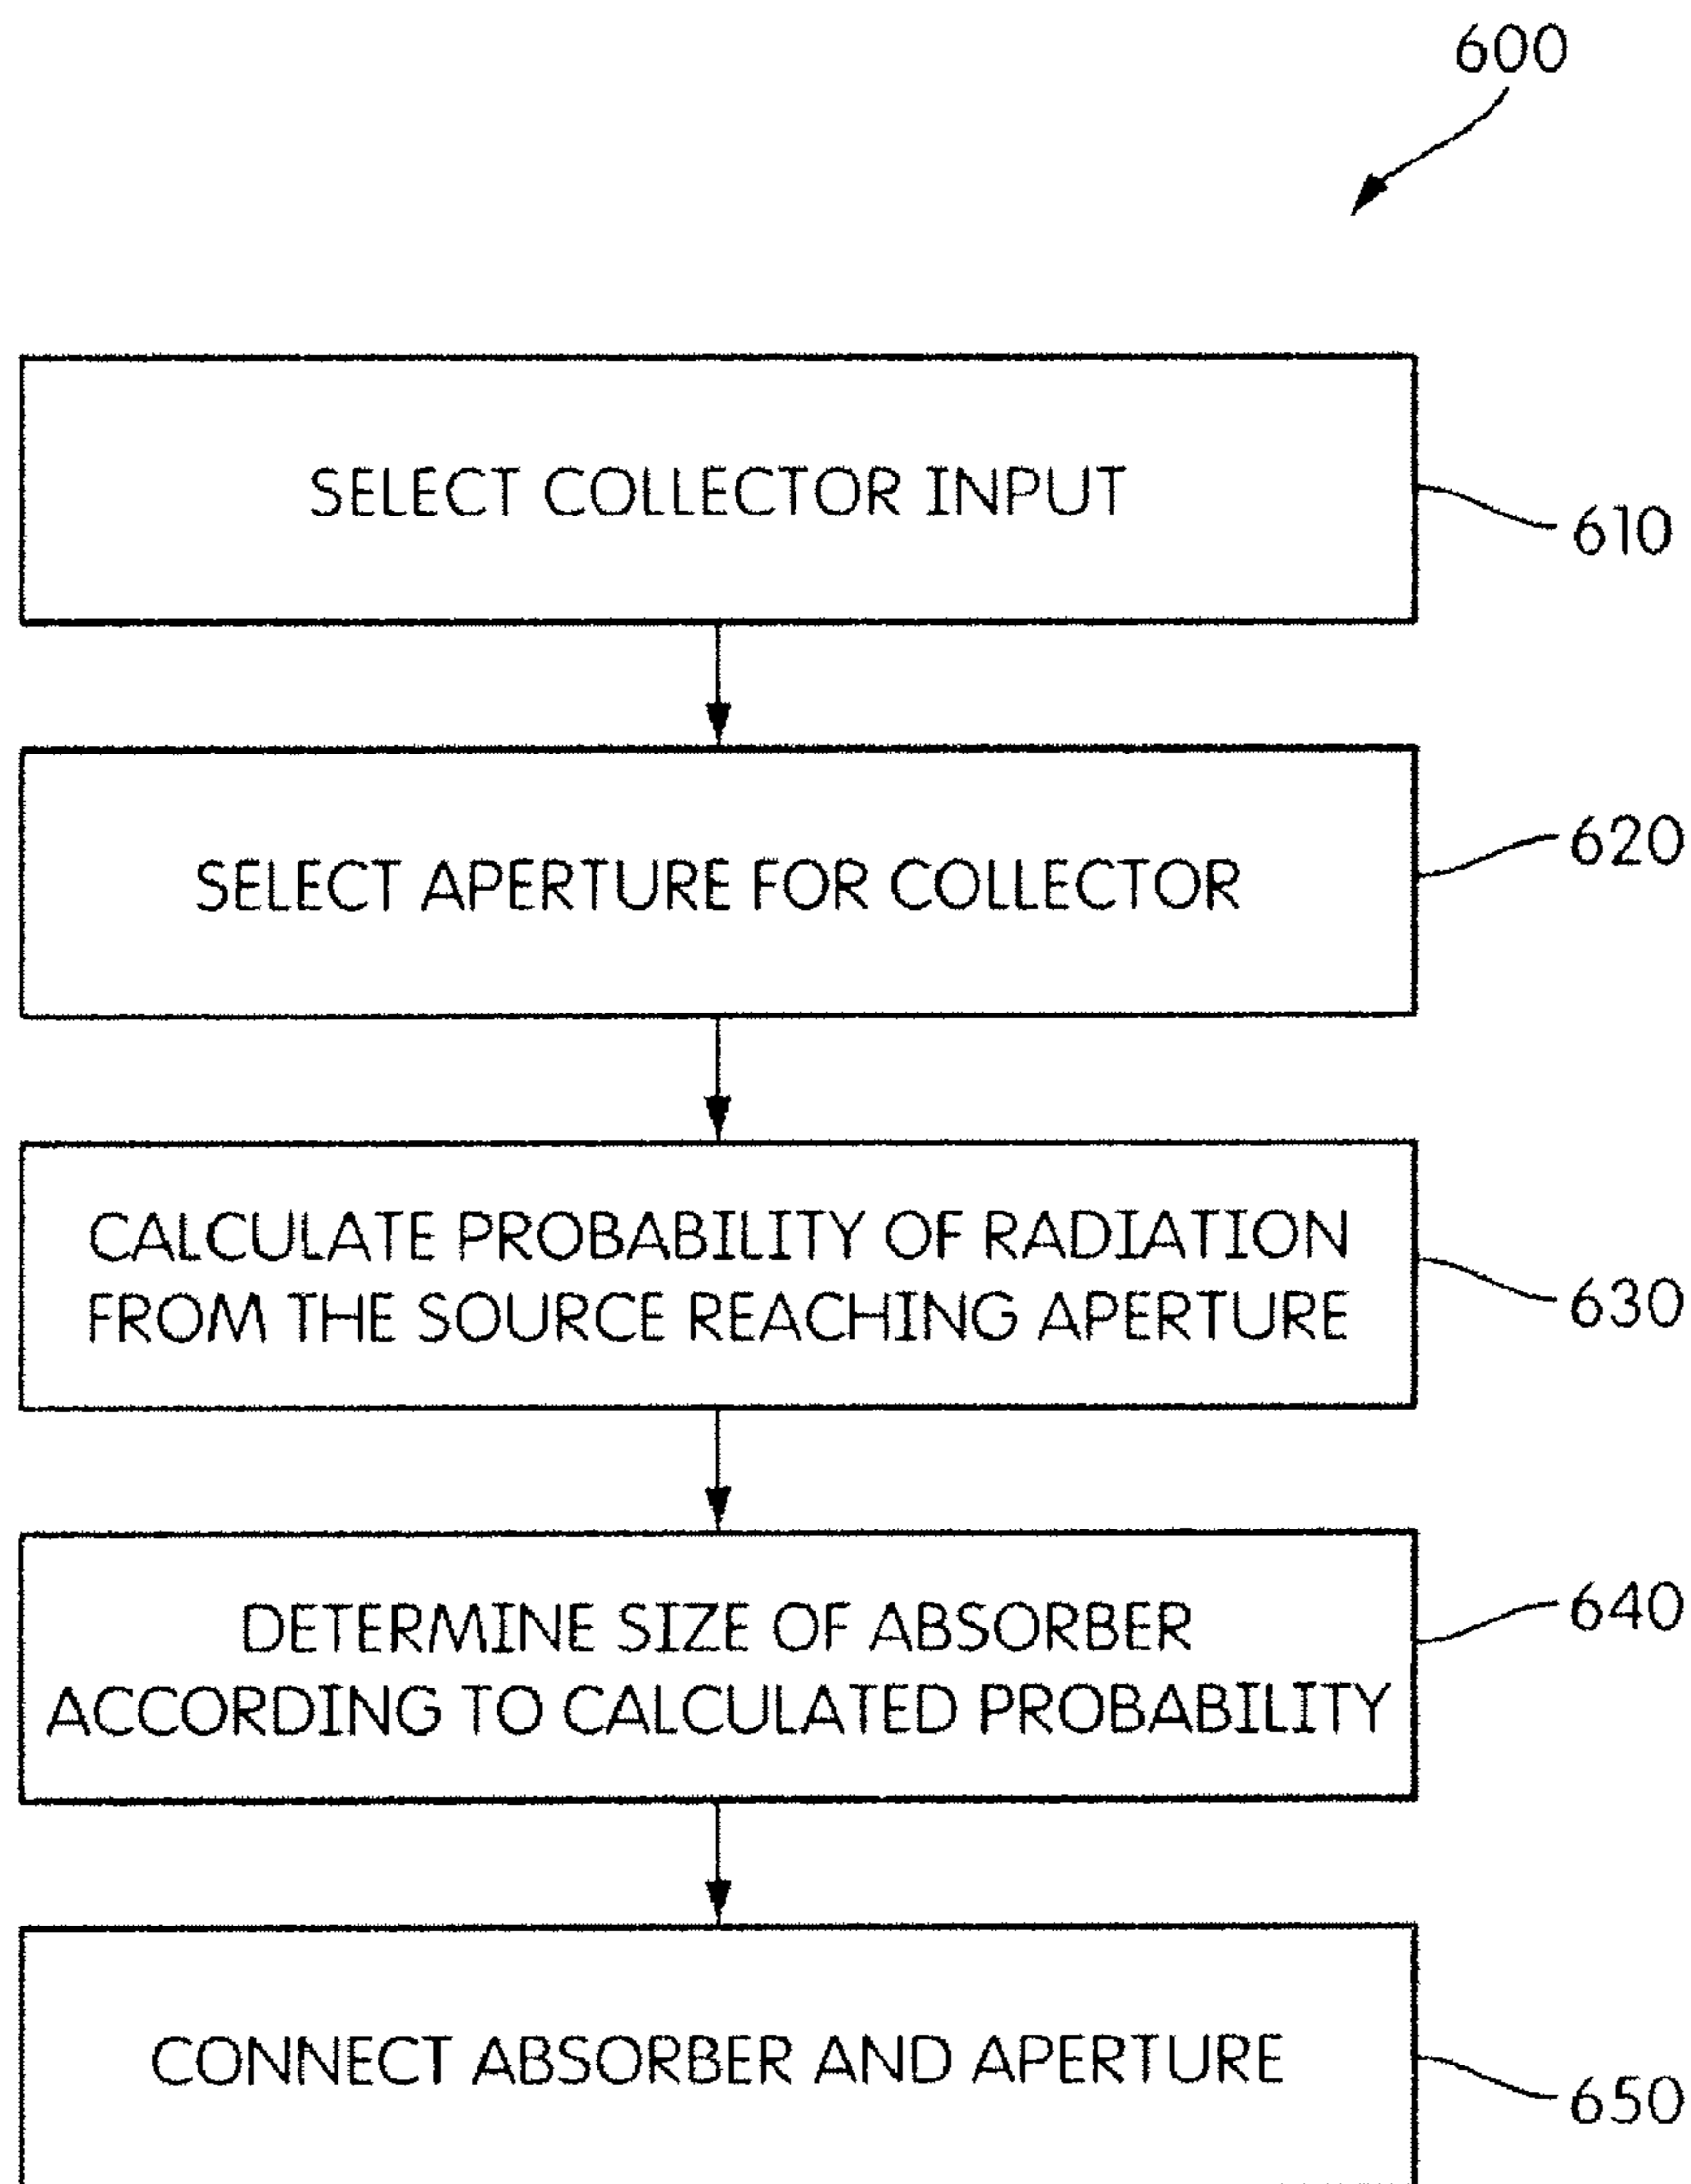 600
SELECT COLLECTOR INPUT
610
SELECT APERTURE FOR COLLECTOR
620
CALCULATE PROBABILITY OF RADIATION
FROM THE SOURCE REACHING APERTURE
630
DETERMINE SIZE OF ABSORBER
ACCORDING TO CALCULATED PROBABILITY
640
CONNECT ABSORBER AND APERTURE
650